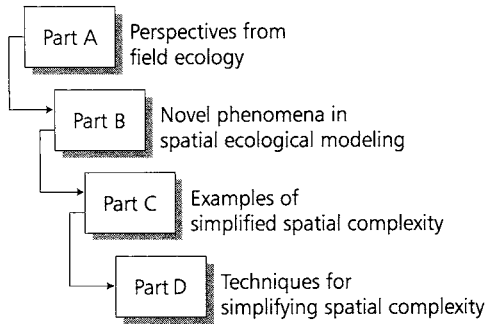 Part A
Perspectives from
field ecology
Part B
Novel phenomena in
spatial ecological modeling
Part C
Examples of
simplified spatial complexity
Part D
Techniques for
simplifying spatial complexity